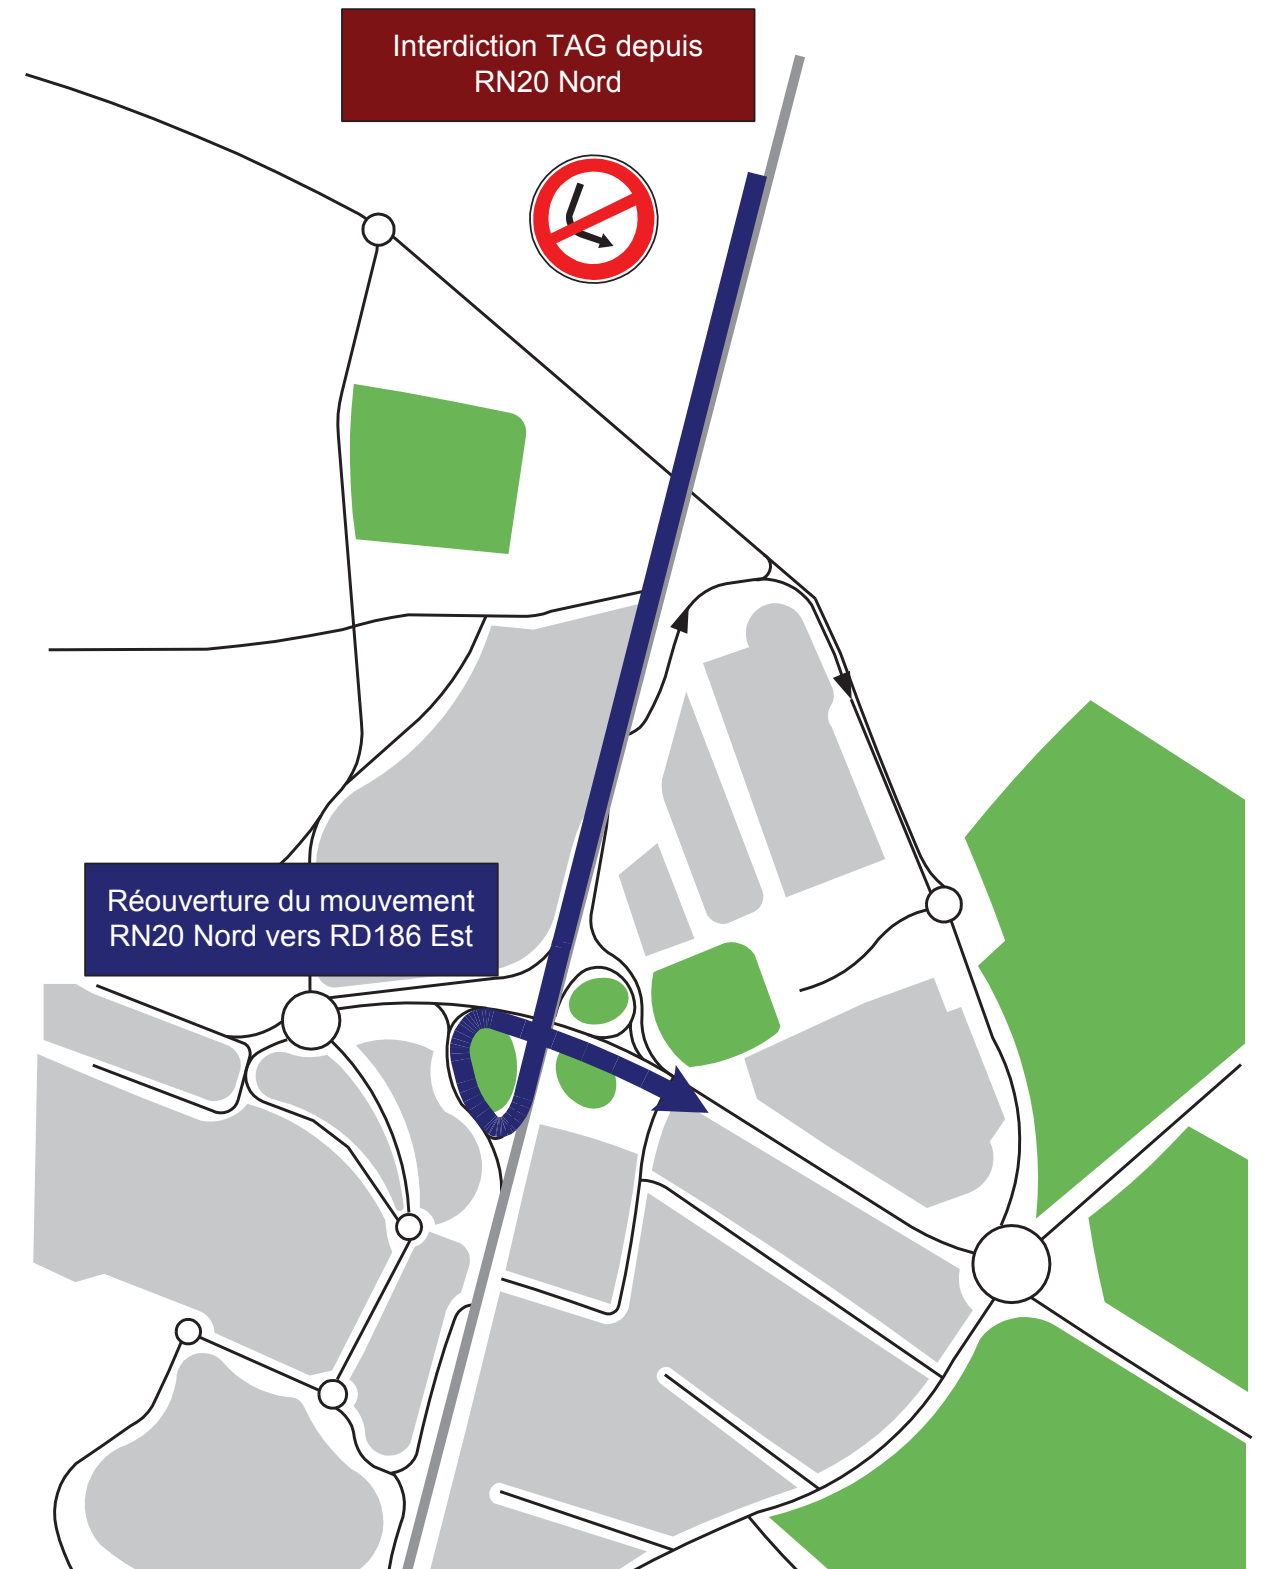 Interdiction TAG depuis
RN20 Nord
Réouverture du mouvement
RN20 Nord vers RD186 Est